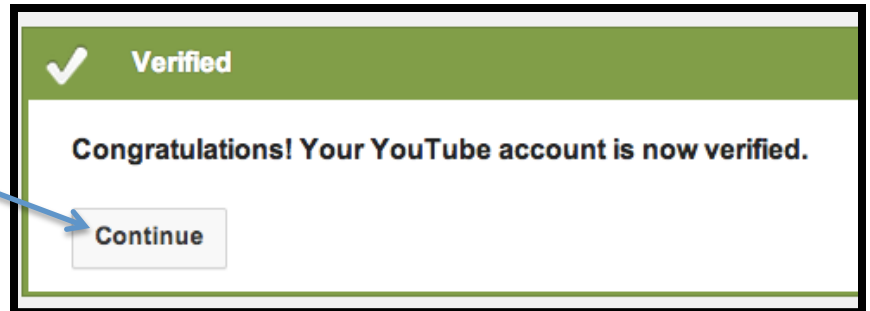 Verified
Congratulations! Your YouTube account is now verified.
Continue